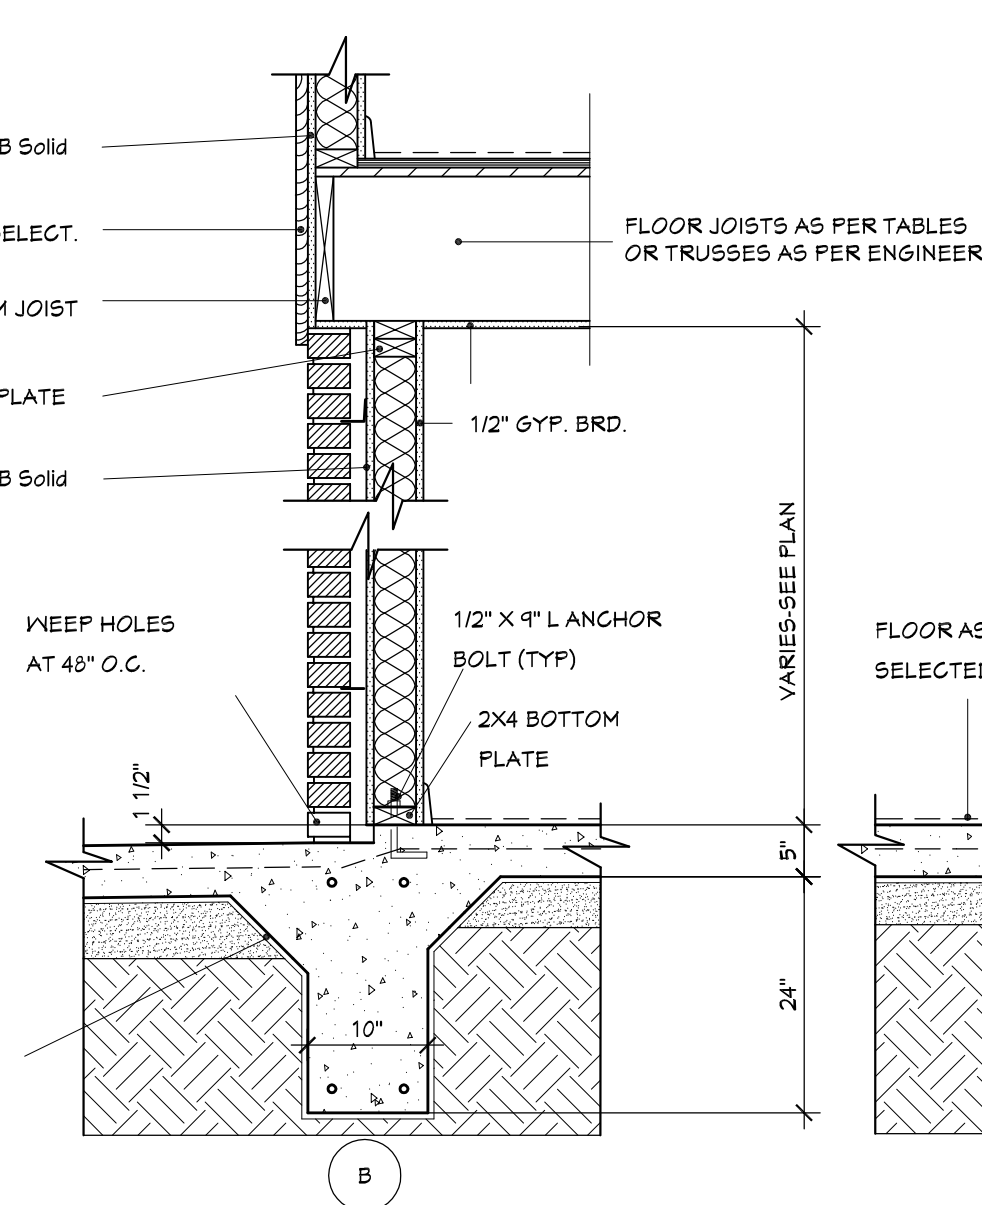 B Solid
ELECT.
FLOOR JOISTS AS PER TABLES
OR TRUSSES AS PER ENGINEER
M JOIST
PLATE
1/2" GYP. BRD.
B Solid
VARIES-SEE PLAN
WEEP HOLES
AT 48" O.C.
1/2" X 9" L ANCHOR
BOLT (TYP)
FLOOR AS
SELECTED
2X4 BOTTOM
PLATE
1 1/2"
5"
24"
10"
B